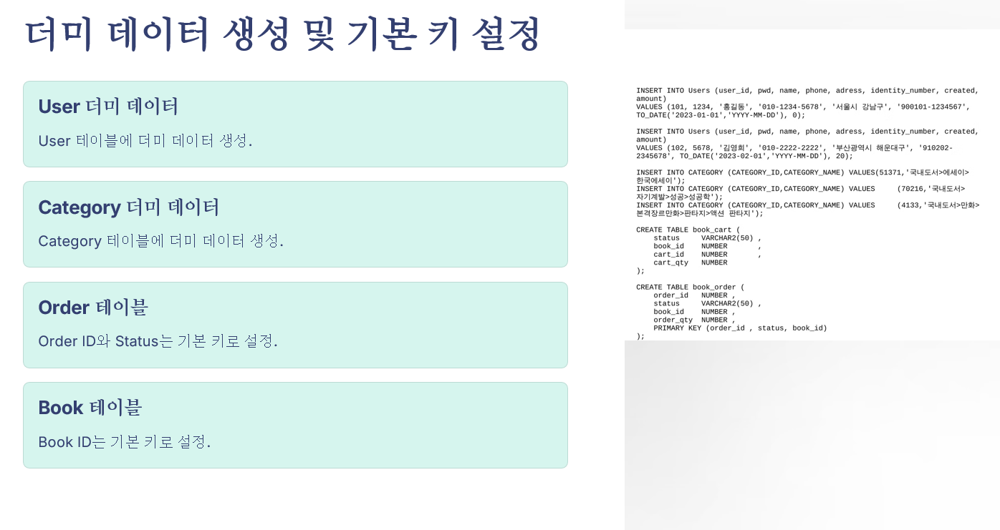 더미 데이터 생성 및 기본 키 설정
User 더미 데이터
User 테이블에 더미 데이터 생성.
Category 더미 데이터
Category 테이블에 더미 데이터 생성.
Order 테이블
Order ID와 Status는 기본 키로 설정.
Book 테이블
Book ID는 기본 키로 설정.
INSERT INTO Users (user_id, pwd, name, phone, adress, identity_number, created,
amount)
VALUES (101, 1234, '홍길동', '010-1234-5678', '서울시 강남구', '900101-1234567',
TO_DATE('2023-01-01','YYYY-MM-DD'), 0);
INSERT INTO Users (user_id, pwd, name, phone, adress, identity_number, created,
amount)
VALUES (102, 5678, '김영희', '010-2222-2222', '부산광역시 해운대구', '910202-
2345678', TO_DATE('2023-02-01','YYYY-MM-DD'), 20);
INSERT INTO CATEGORY (CATEGORY_ID,CATEGORY_NAME) VALUES(51371,'국내도서>에세이>
한국에세이');
INSERT INTO CATEGORY (CATEGORY_ID,CATEGORY_NAME) VALUES     (70216,'국내도서>
자기계발>성공>성공학');
INSERT INTO CATEGORY (CATEGORY_ID,CATEGORY_NAME) VALUES     (4133,'국내도서>만화>
본격장르만화>판타지>액션 판타지');
CREATE TABLE book_cart (
    status     VARCHAR2(50) ,
    book_id    NUMBER       ,
    cart_id    NUMBER       ,
    cart_qty   NUMBER
);
CREATE TABLE book_order (
    order_id   NUMBER ,
    status     VARCHAR2(50) ,
    book_id    NUMBER ,
    order_qty  NUMBER ,
    PRIMARY KEY (order_id , status, book_id)
);